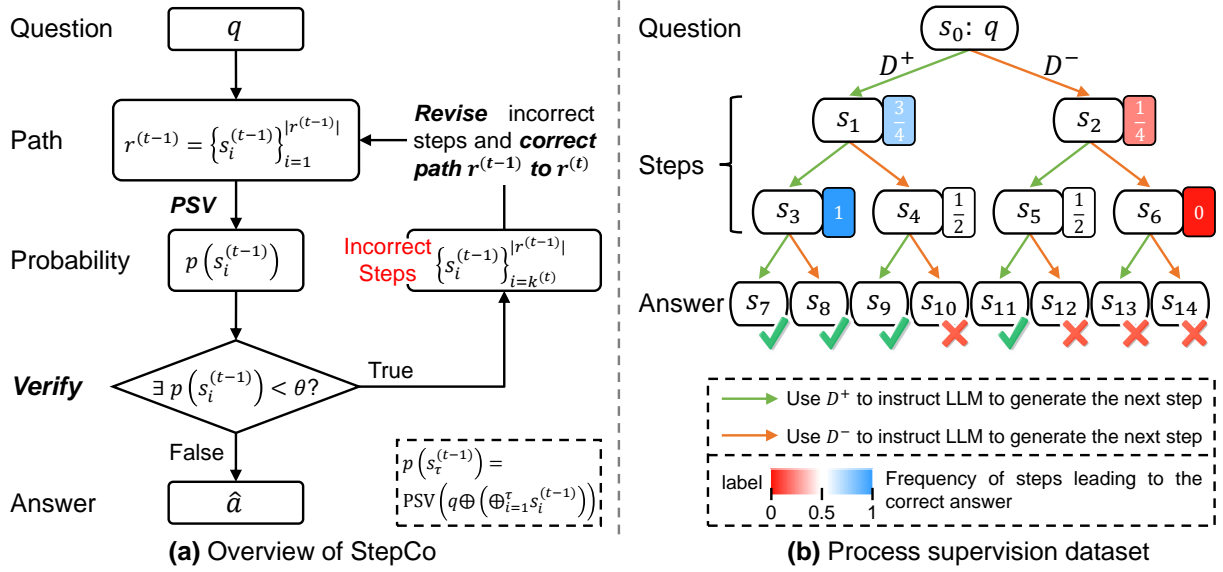 Question
q
Path
r^{(t-1)} = \{s_i^{(t-1)}\}_{i=1}^{|r^{(t-1)}|}
Revise incorrect
steps and correct
path r^{(t-1)} to r^{(t)}
PSV
Probability
p(s_i^{(t-1)})
Incorrect
Steps
\{s_i^{(t-1)}\}_{i=k^{(t)}}^{|r^{(t-1)}|}
Verify
∃ p(s_i^{(t-1)}) < θ?
True
False
Answer
â
p(s_τ^{(t-1)}) =
PSV(q⊕(⊕_{i=1}^{τ} s_i^{(t-1)}))
(a) Overview of StepCo
Question
s_0: q
D^+
D^-
Steps
s_1
3/4
s_2
1/4
s_3
1
s_4
1/2
s_5
1/2
s_6
0
Answer
s_7
s_8
s_9
s_10
s_11
s_12
s_13
s_14
Use D^+ to instruct LLM to generate the next step
Use D^- to instruct LLM to generate the next step
label
0
0.5
1
Frequency of steps leading to the
correct answer
(b) Process supervision dataset